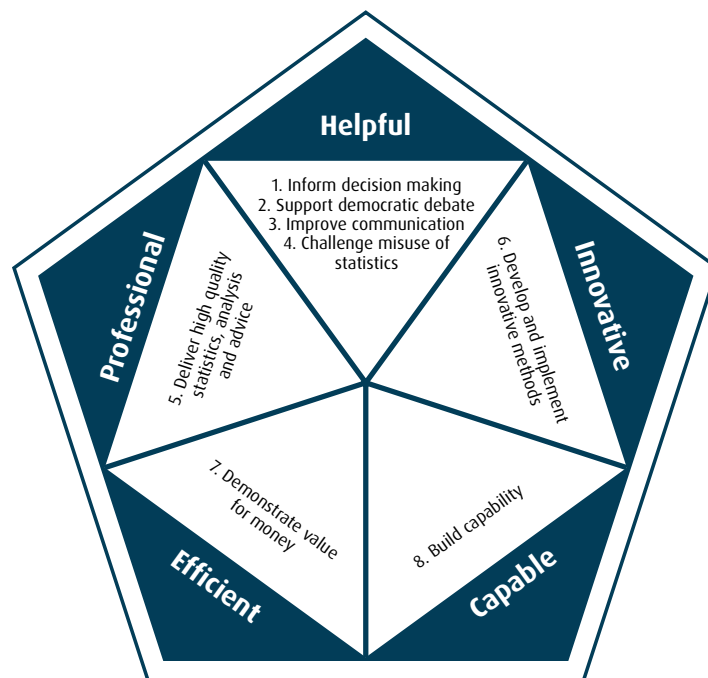 Helpful
1. Inform decision making
2. Support democratic debate
3. Improve communication
4. Challenge misuse of
statistics
Professional
5. Deliver high quality
statistics, analysis
and advice
Innovative
6. Develop and implement
innovative methods
Efficient
7. Demonstrate value
for money
Capable
8. Build capability